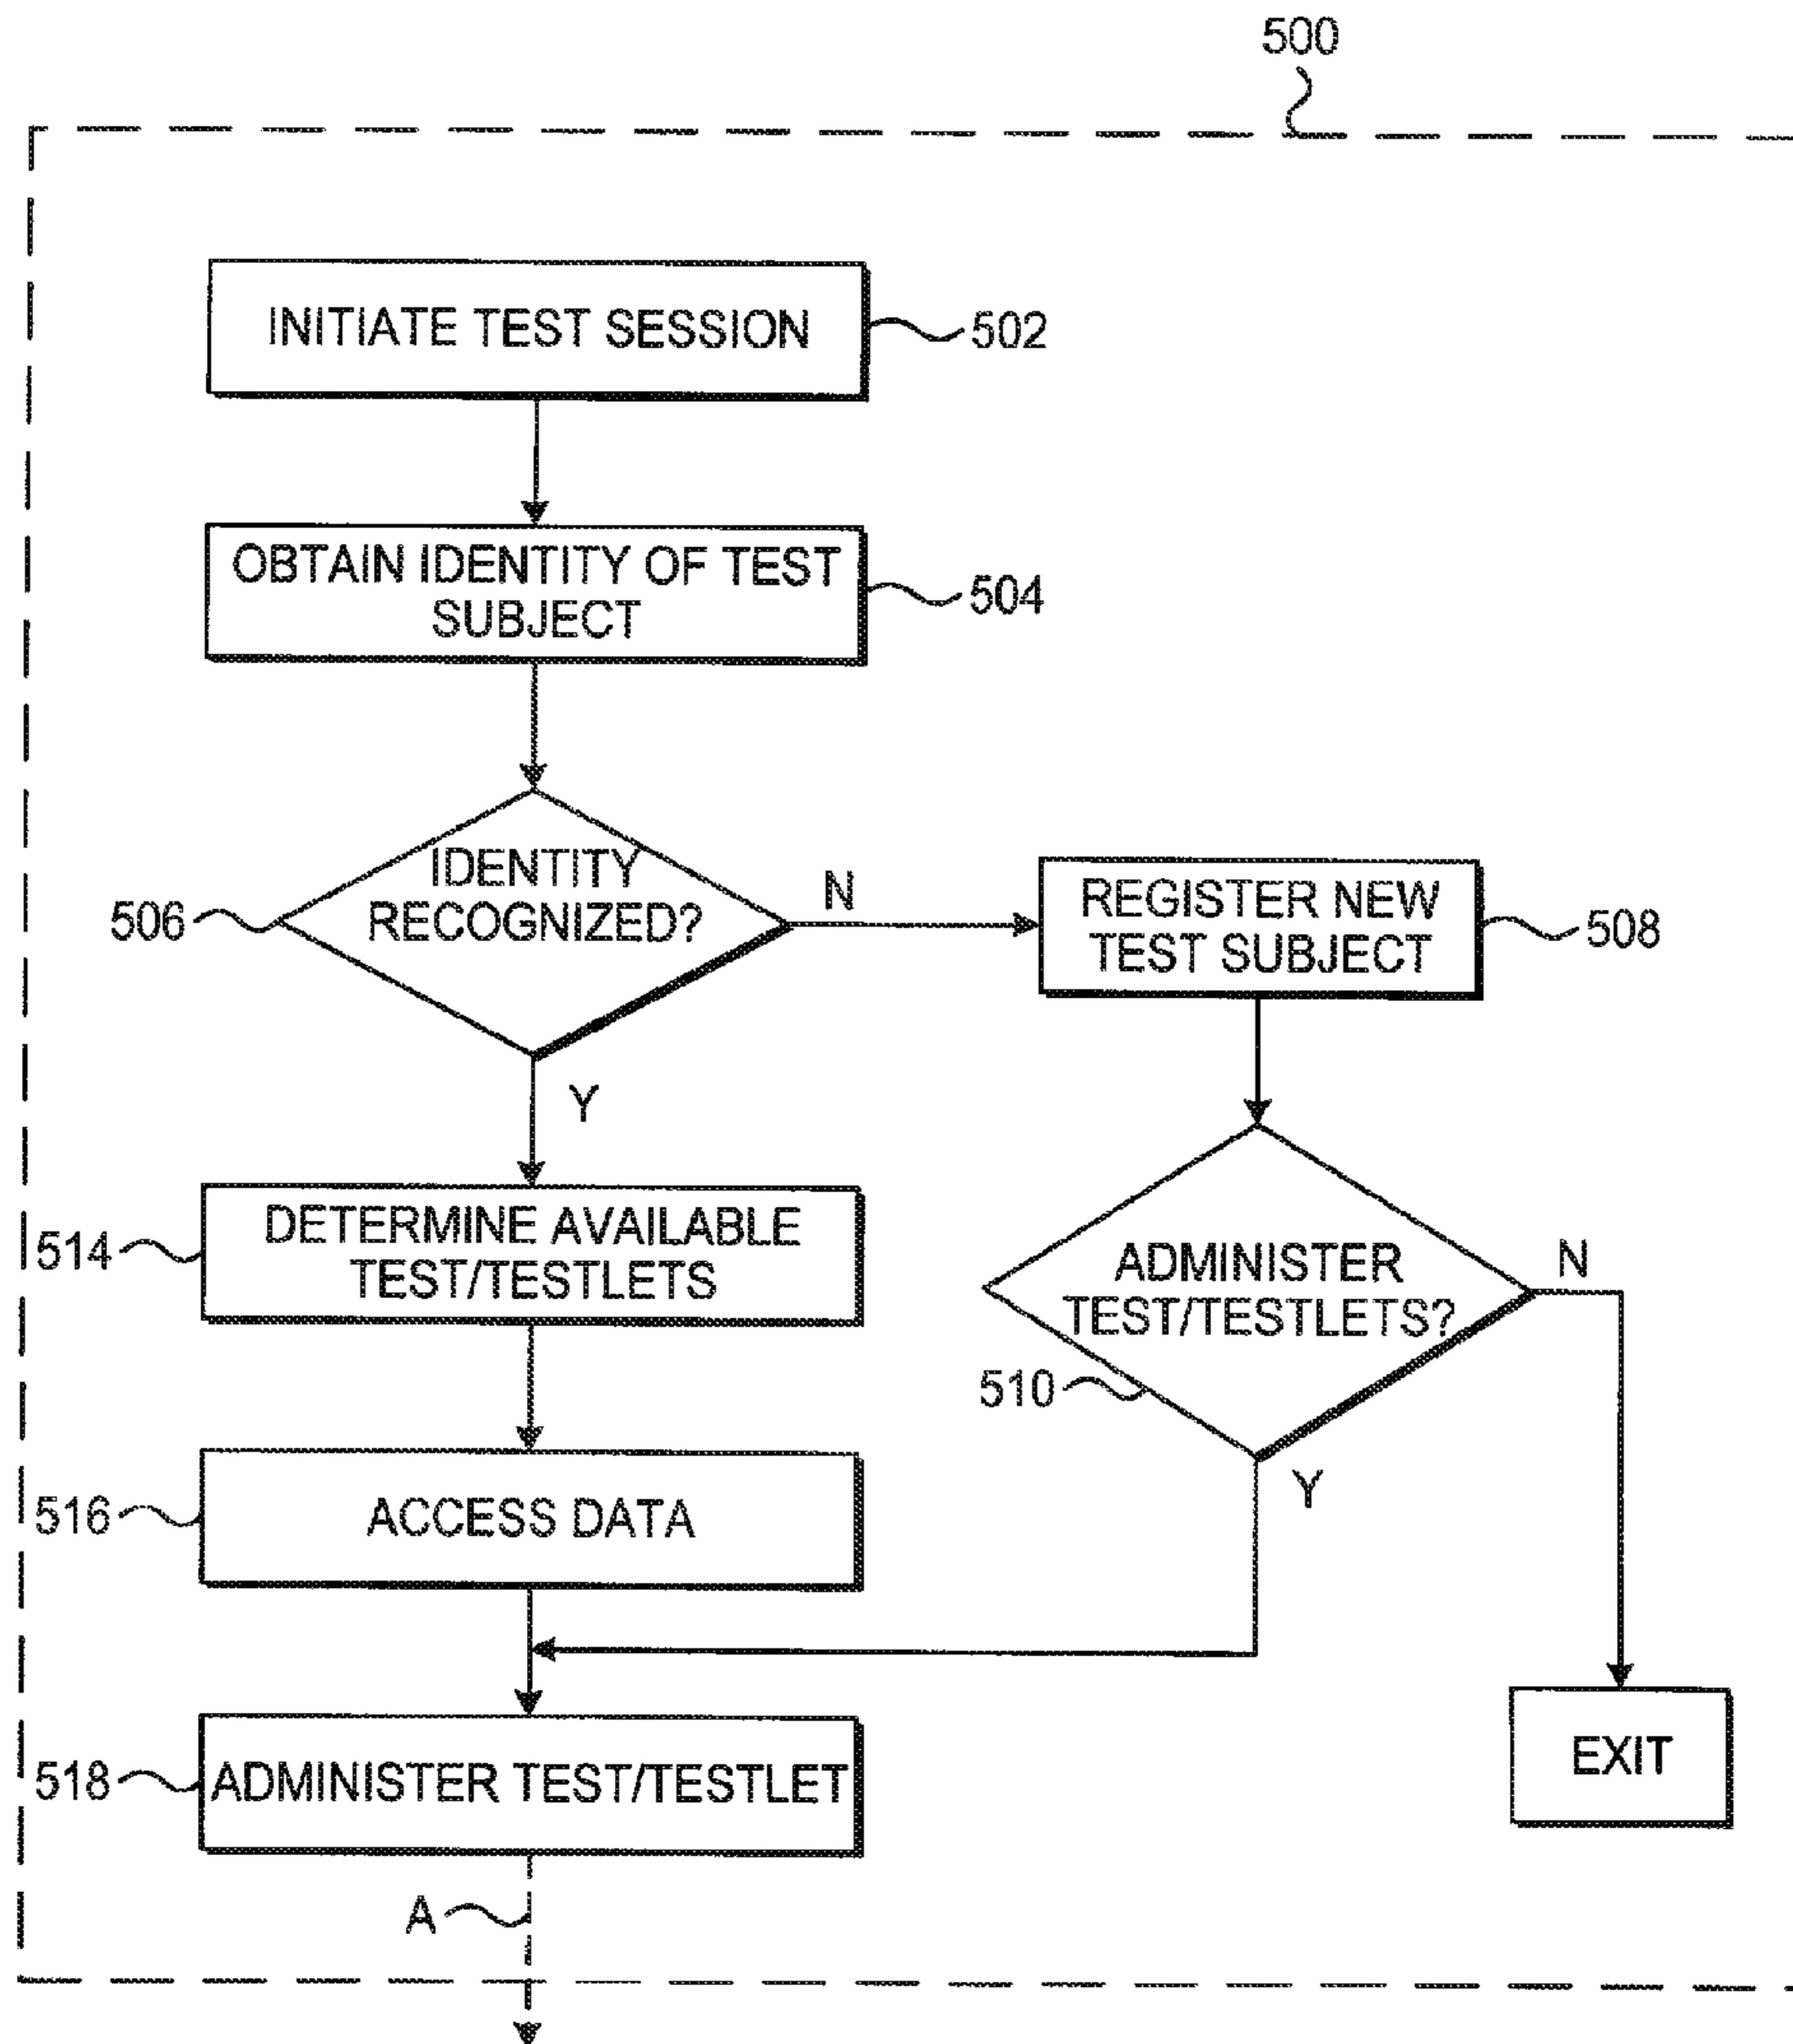 500
INITIATE TEST SESSION
502
OBTAIN IDENTITY OF TEST
SUBJECT
504
IDENTITY
RECOGNIZED?
506
N
REGISTER NEW
TEST SUBJECT
508
Y
DETERMINE AVAILABLE
TEST/TESTLETS
514
ADMINISTER
TEST/TESTLETS?
N
510
Y
516
ACCESS DATA
518
ADMINISTER TEST/TESTLET
EXIT
A